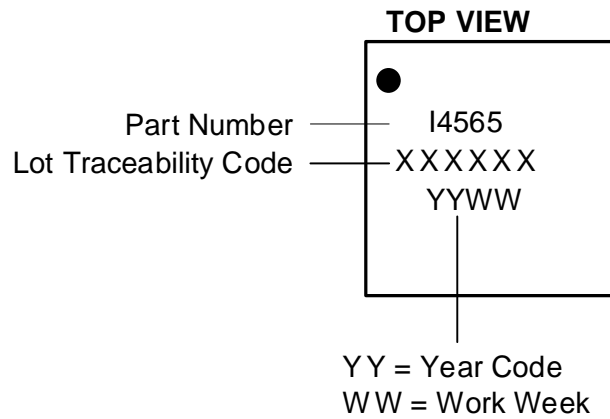 TOP VIEW
Part Number
I4565
Lot Traceability Code
XXXXXX
YYWW
YY = Year Code
WW = Work Week